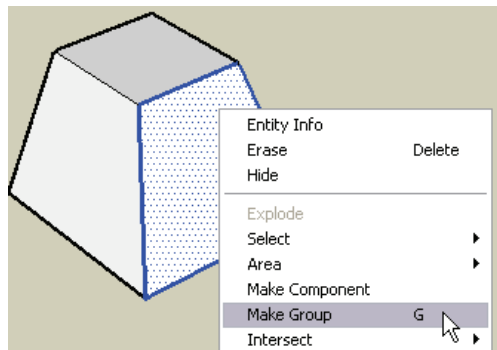 Entity Info
Erase Delete
Hide
Explode
Select
Area
Make Component
Make Group G
Intersect